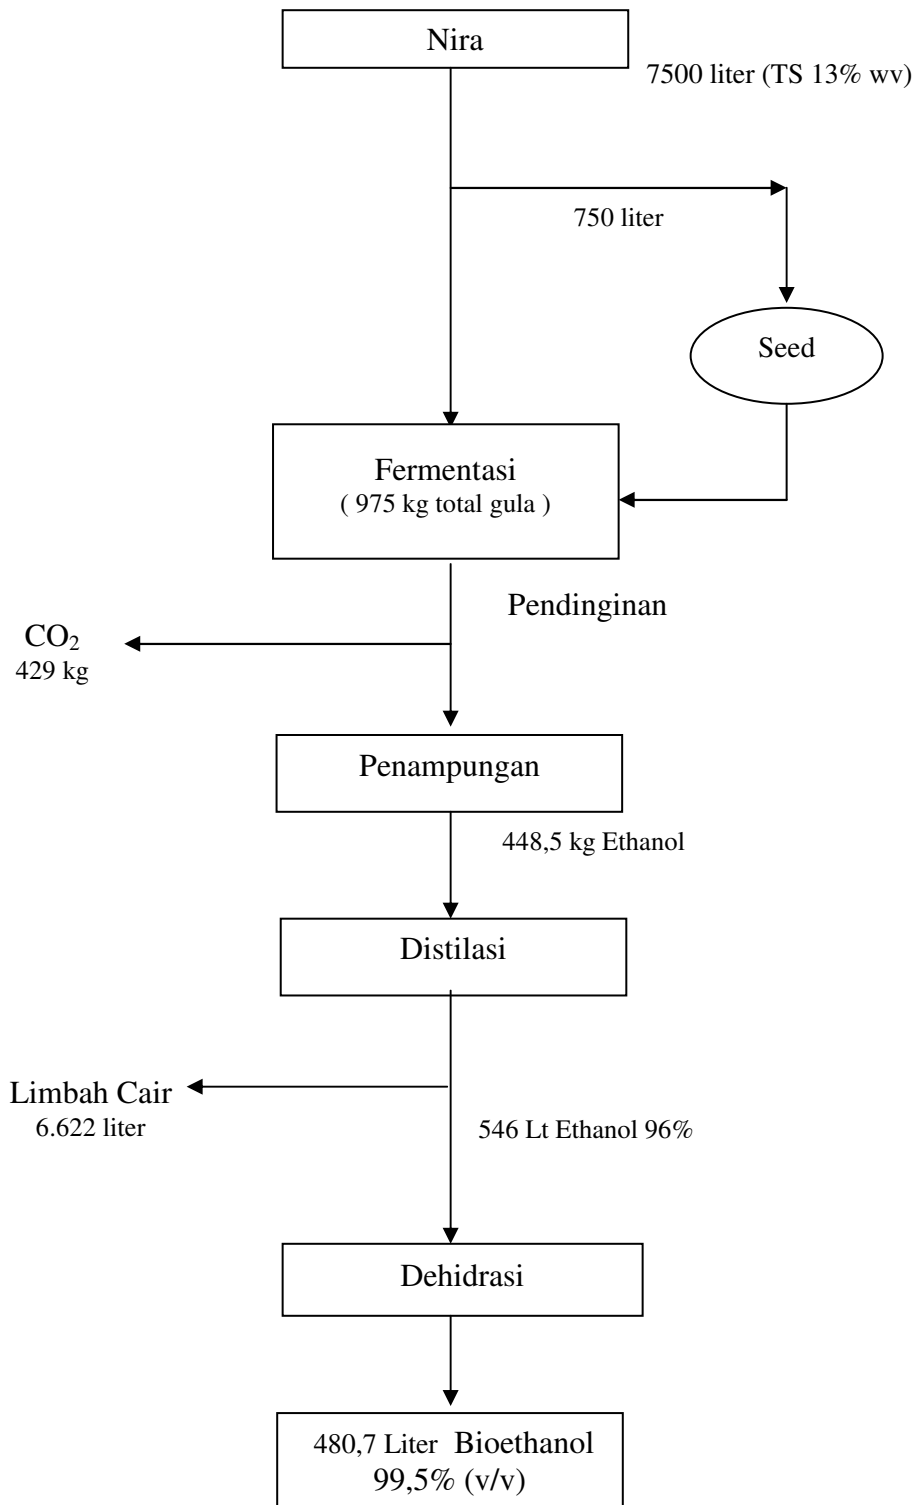 Nira
7500 liter (TS 13% wv)
750 liter
Seed
Fermentasi
( 975 kg total gula )
Pendinginan
CO₂
429 kg
Penampungan
448,5 kg Ethanol
Distilasi
Limbah Cair
6.622 liter
546 Lt Ethanol 96%
Dehidrasi
480,7 Liter Bioethanol
99,5% (v/v)